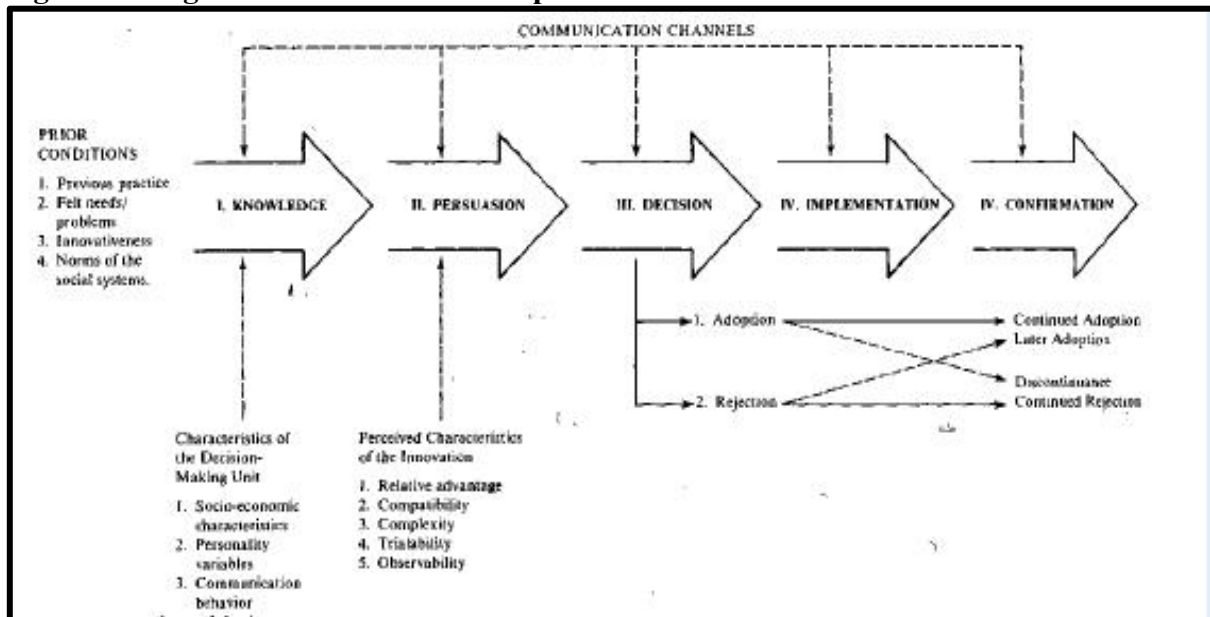 COMMUNICATION CHANNELS
PRIOR
CONDITIONS
1. Previous practice
2. Felt needs/
problems
3. Innovativeness
4. Norms of the
social systems.
I. KNOWLEDGE
II. PERSUASION
III. DECISION
IV. IMPLEMENTATION
IV. CONFIRMATION
1. Adoption
2. Rejection
Continued Adoption
Later Adoption
Discontinuance
Continued Rejection
Characteristics of
the Decision-
Making Unit
1. Socio-economic
characteristics
2. Personality
variables
3. Communication
behavior
Perceived Characteristics
of the Innovation
1. Relative advantage
2. Compatibility
3. Complexity
4. Trialability
5. Observability